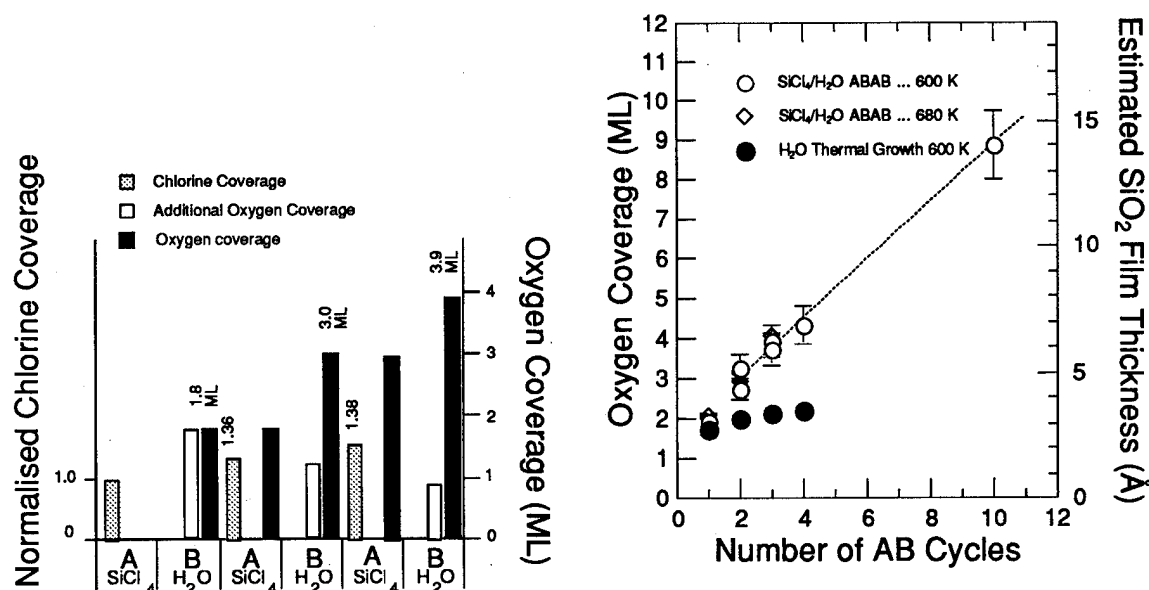 Normalised Chlorine Coverage
Chlorine Coverage
Additional Oxygen Coverage
Oxygen coverage
1.0
0
1.8
ML
1.36
3.0
ML
1.38
3.9
ML
4
3
2
1
0
Oxygen Coverage (ML)
A
SiCl4
B
H2O
A
SiCl4
B
H2O
A
SiCl4
B
H2O
Oxygen Coverage (ML)
12
11
10
9
8
7
6
5
4
3
2
1
0
SiCl4/H2O ABAB ... 600 K
SiCl4/H2O ABAB ... 680 K
H2O Thermal Growth 600 K
15
10
5
0
Estimated SiO2 Film Thickness (Å)
0 2 4 6 8 10 12
Number of AB Cycles